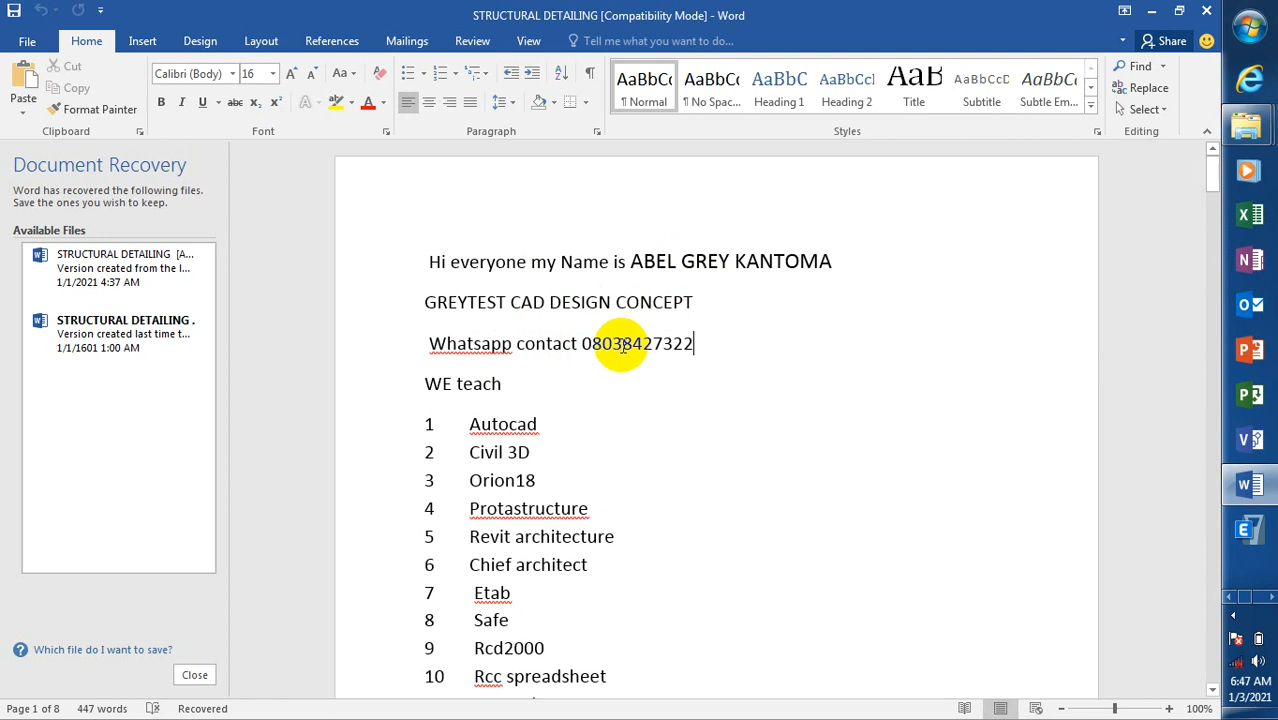 STRUCTURAL DETAILING [Compatibility Mode] - Word
File Home Insert Design Layout References Mailings Review View Tell me what you want to do... Share
Paste
Cut
Copy
Format Painter
Calibri (Body) 16
Clipboard Font Paragraph Styles Editing
AaBbCc ¶ Normal
AaBbCc ¶ No Spac...
AaBbC Heading 1
AaBbCcI Heading 2
AaB Title
AaBbCcC Subtitle
AaBbCc Subtle Em...
Find
Replace
Select
Document Recovery
Word has recovered the following files.
Save the ones you wish to keep.
Available Files
STRUCTURAL DETAILING [A...
Version created from the l...
1/1/2021 4:37 AM
STRUCTURAL DETAILING .
Version created last time t...
1/1/1601 1:00 AM
Which file do I want to save?
Close
Hi everyone my Name is ABEL GREY KANTOMA
GREYTEST CAD DESIGN CONCEPT
Whatsapp contact 08038427322
WE teach
1 Autocad
2 Civil 3D
3 Orion18
4 Protastructure
5 Revit architecture
6 Chief architect
7 Etab
8 Safe
9 Rcd2000
10 Rcc spreadsheet
Page 1 of 8 447 words Recovered 100%
6:47 AM
1/3/2021